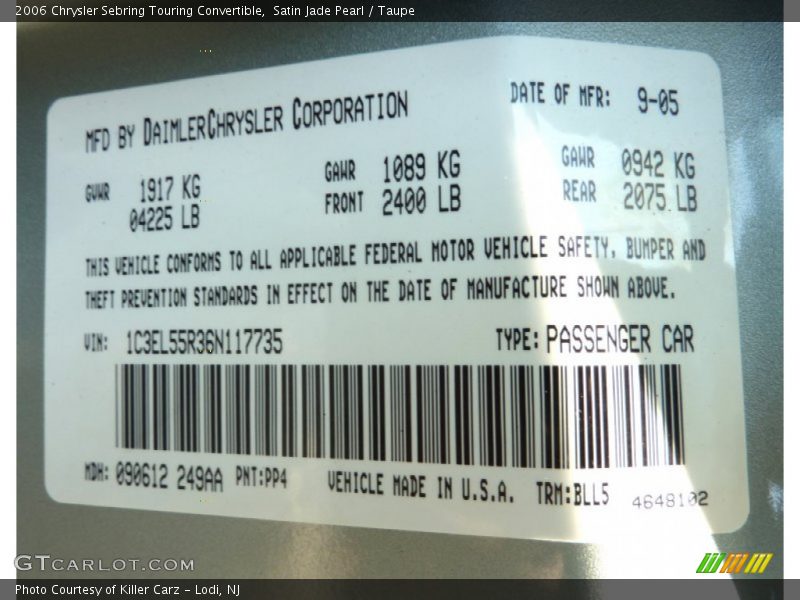 2006 Chrysler Sebring Touring Convertible,  Satin Jade Pearl / Taupe
MFD BY DAIMLERCHRYSLER CORPORATION
DATE OF MFR: 9-05
GVWR 1917 KG
04225 LB
GAWR 1089 KG
FRONT 2400 LB
GAWR 0942 KG
REAR 2075 LB
THIS VEHICLE CONFORMS TO ALL APPLICABLE FEDERAL MOTOR VEHICLE SAFETY, BUMPER AND
THEFT PREVENTION STANDARDS IN EFFECT ON THE DATE OF MANUFACTURE SHOWN ABOVE.
VIN: 1C3EL55R36N117735 TYPE: PASSENGER CAR
MDH: 090612 249AA PNT:PP4 VEHICLE MADE IN U.S.A. TRM:BLL5 4648102
GTCARLOT.COM
Photo Courtesy of Killer Carz - Lodi, NJ